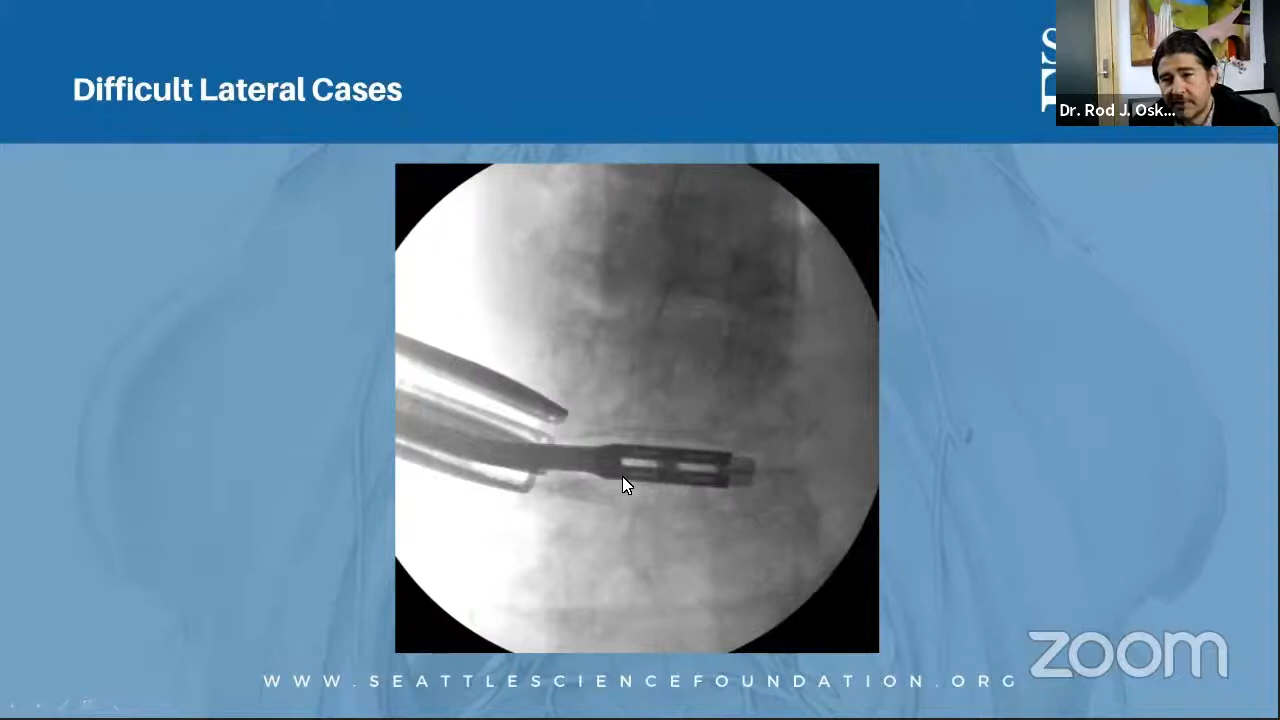 Difficult Lateral Cases
S
F
Dr. Rod J. Osk...
zoom
WWW.SEATTLESCIENCEFOUNDATION.ORG